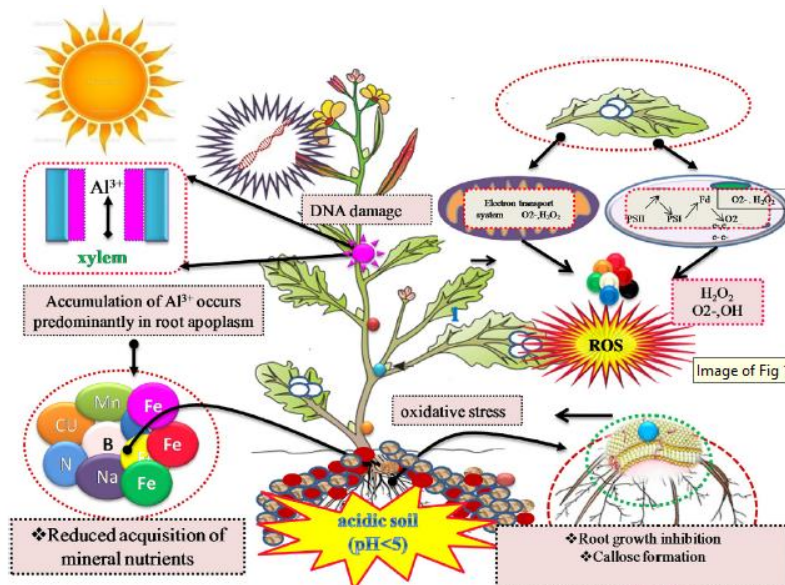 Al³⁺
xylem
DNA damage
Electron transport
system O2-,H₂O₂
PSII
PSI
Fd
O2-, H₂O₂
O2
e-e-
e-e-
Accumulation of Al³⁺ occurs
predominantly in root apoplasm
1
H₂O₂
O2-,OH
ROS
Image of Fig
Mn
Fe
CU
B
Fe
N
Na
Fe
oxidative stress
acidic soil
(pH<5)
❖Reduced acquisition of
mineral nutrients
❖Root growth inhibition
❖Callose formation